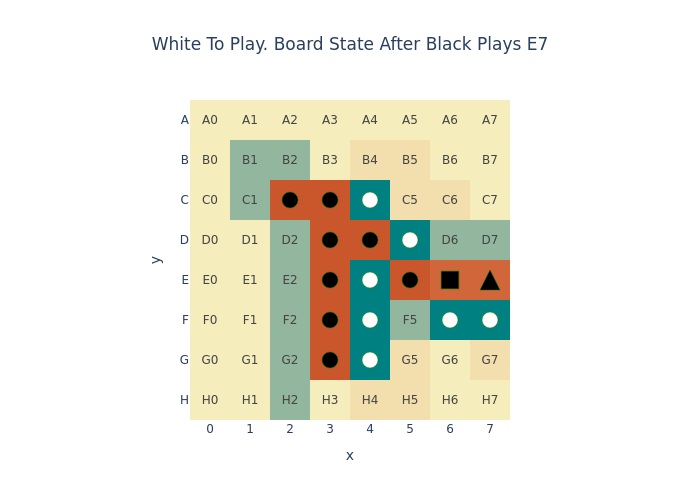 White To Play. Board State After Black Plays E7
A A0 A1 A2 A3 A4 A5 A6 A7
B B0 B1 B2 B3 B4 B5 B6 B7
C C0 C1 C5 C6 C7
D D0 D1 D2 D6 D7
E E0 E1 E2
F F0 F1 F2 F5
G G0 G1 G2 G5 G6 G7
H H0 H1 H2 H3 H4 H5 H6 H7
0 1 2 3 4 5 6 7
x
y